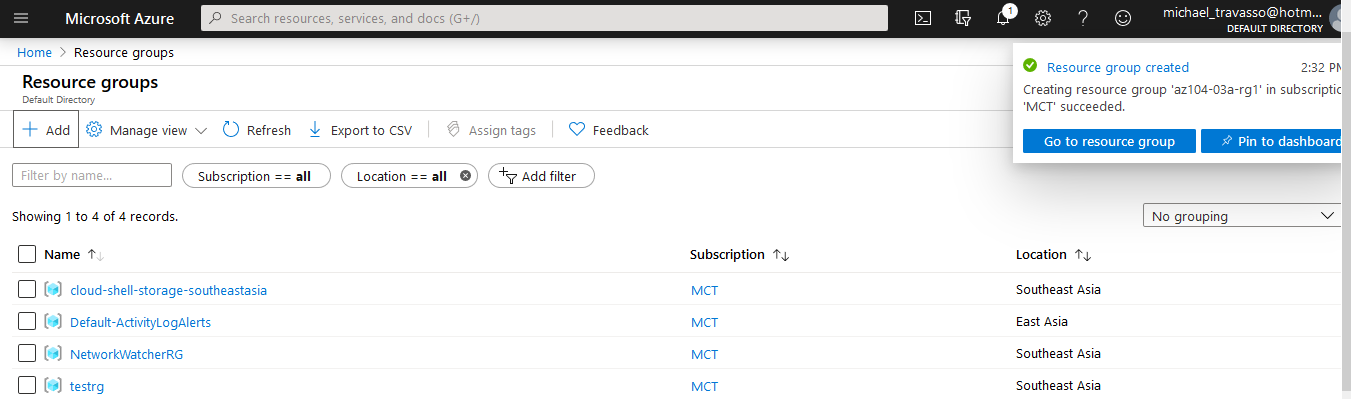 Microsoft Azure
Search resources, services, and docs (G+/)
1
michael_travasso@hotm...
DEFAULT DIRECTORY
Home > Resource groups
Resource groups
Default Directory
Resource group created 2:32 PM
Creating resource group 'az104-03a-rg1' in subscriptio
'MCT' succeeded.
Go to resource group
Pin to dashboard
Add
Manage view
Refresh
Export to CSV
Assign tags
Feedback
Filter by name...
Subscription == all
Location == all
Add filter
Showing 1 to 4 of 4 records.
No grouping
Name Subscription Location
cloud-shell-storage-southeastasia MCT Southeast Asia
Default-ActivityLogAlerts MCT East Asia
NetworkWatcherRG MCT Southeast Asia
testrg MCT Southeast Asia